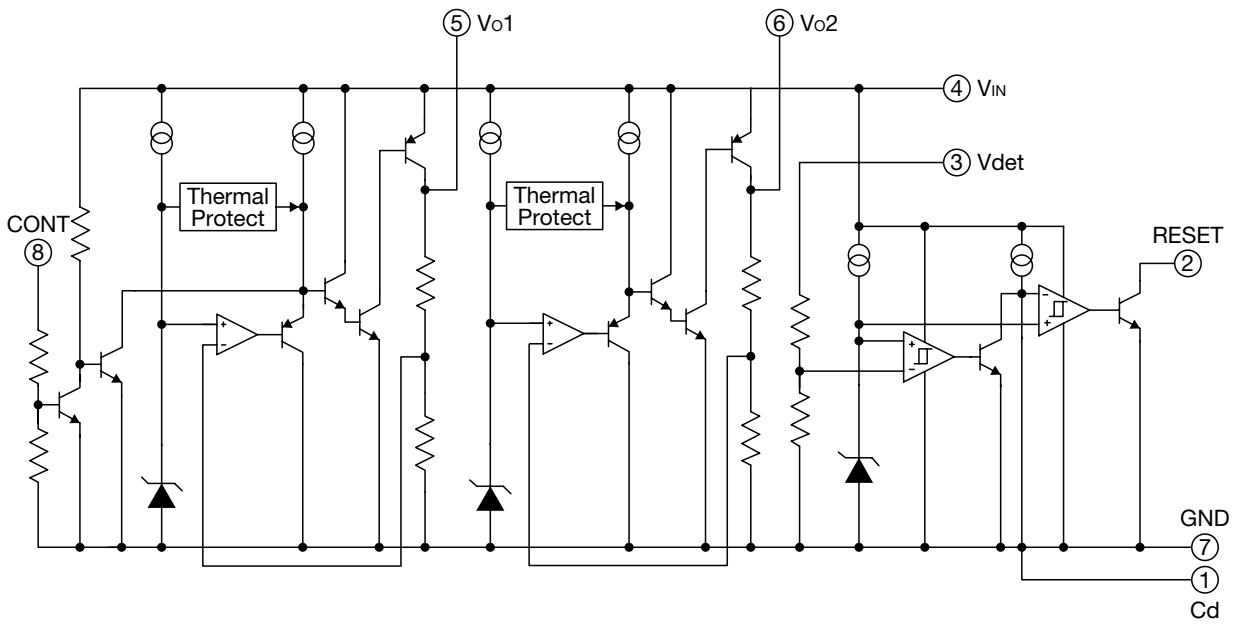 ⑤ Vo1
⑥ Vo2
④ VIN
③ Vdet
Thermal
Protect
Thermal
Protect
CONT
⑧
RESET
②
+
−
+
−
+
−
−
+
GND
⑦
①
Cd